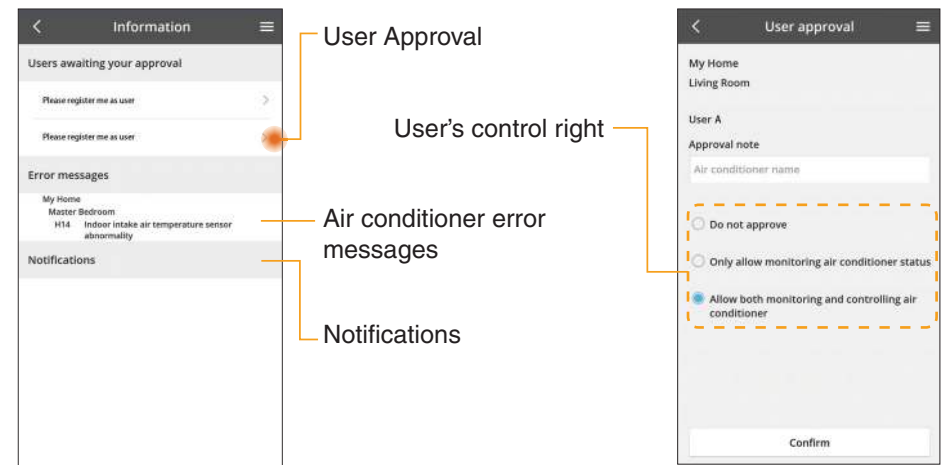 Information
Users awaiting your approval
Please register me as user
Please register me as user
Error messages
My Home
Master Bedroom
H14 Indoor intake air temperature sensor
abnormality
Notifications
User Approval
User's control right
Air conditioner error
messages
Notifications
User approval
My Home
Living Room
User A
Approval note
Air conditioner name
Do not approve
Only allow monitoring air conditioner status
Allow both monitoring and controlling air
conditioner
Confirm